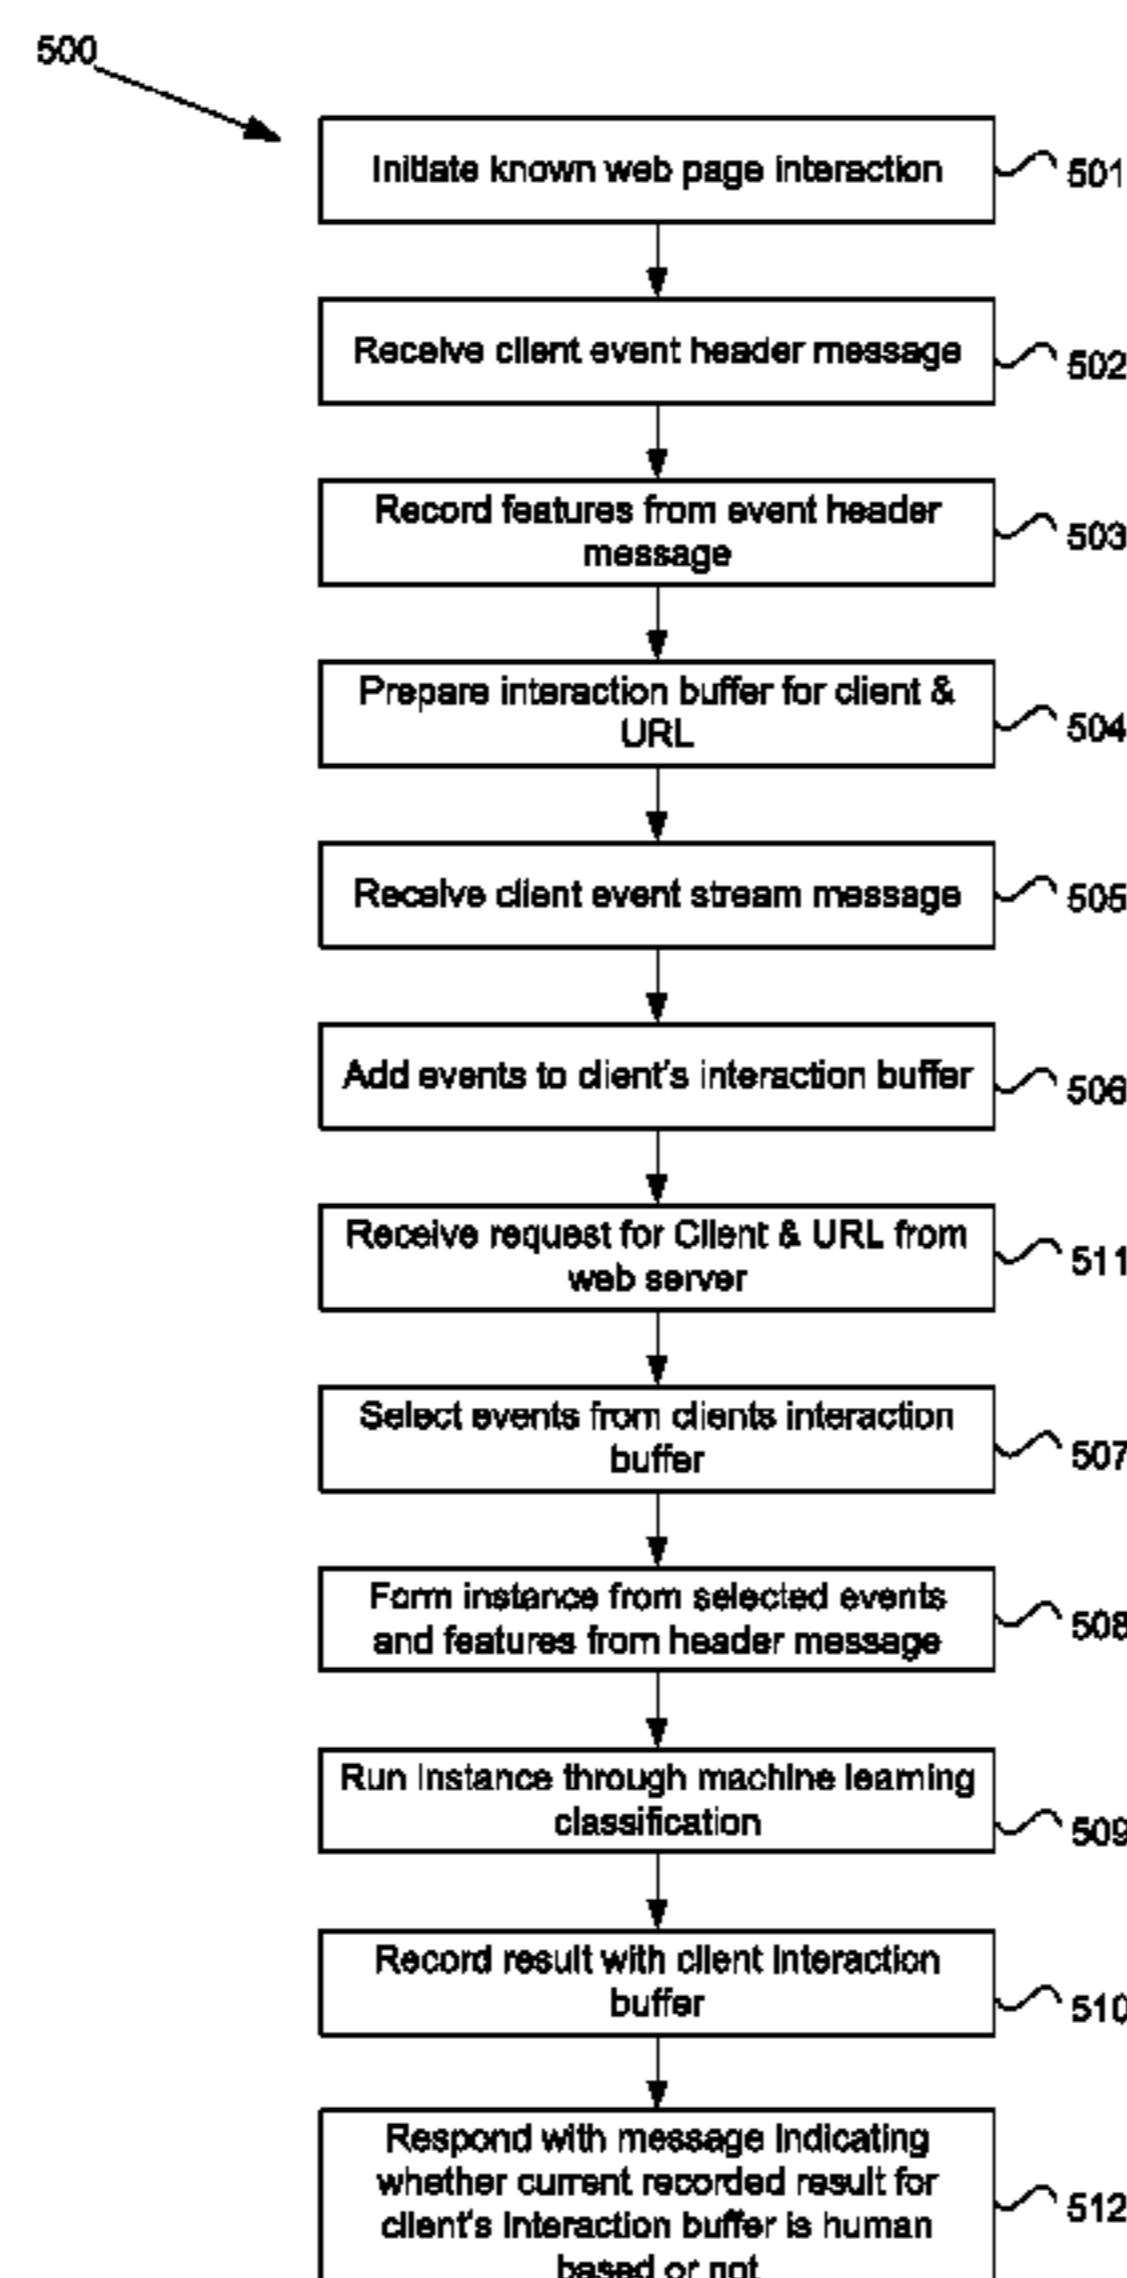 500
Initiate known web page interaction
501
Receive client event header message
502
Record features from event header
message
503
Prepare interaction buffer for client &
URL
504
Receive client event stream message
505
Add events to client's interaction buffer
506
Receive request for Client & URL from
web server
511
Select events from clients interaction
buffer
507
Form instance from selected events
and features from header message
508
Run instance through machine learning
classification
509
Record result with client interaction
buffer
510
Respond with message indicating
whether current recorded result for
client's interaction buffer is human
based or not
512